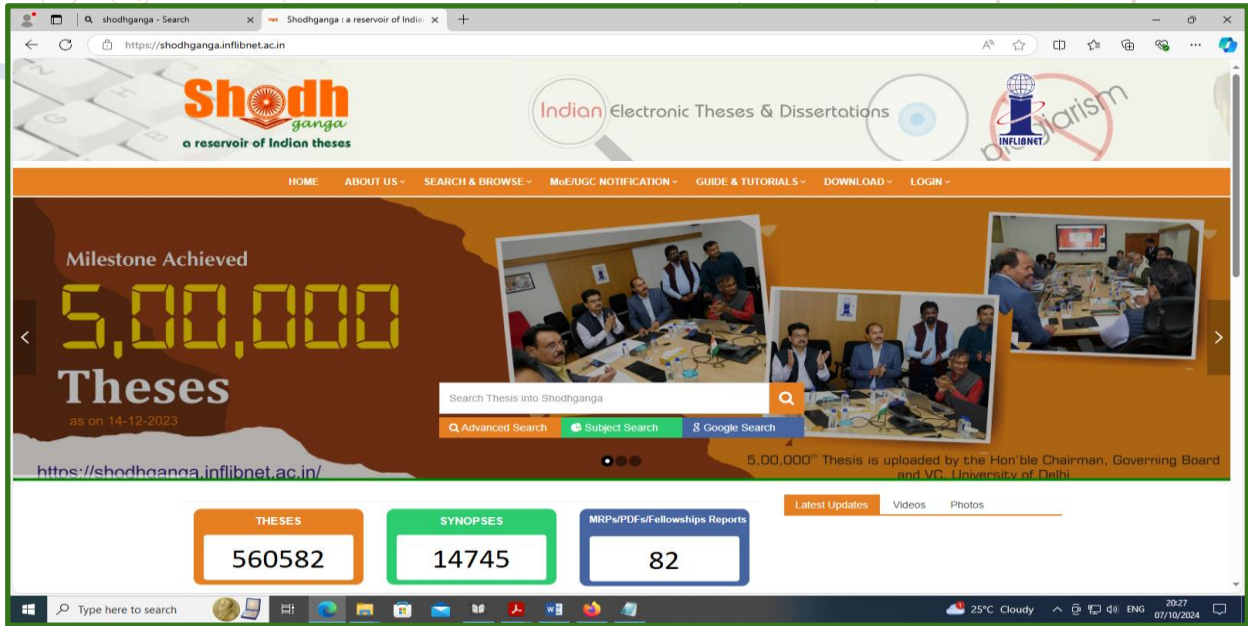 shodhganga - Search
Shodhganga : a reservoir of India
https://shodhganga.inflibnet.ac.in
Shodh
ganga
a reservoir of Indian theses
Indian Electronic Theses & Dissertations
INFLIBNET
HOME ABOUT US SEARCH & BROWSE MoE/UGC NOTIFICATION GUIDE & TUTORIALS DOWNLOAD LOGIN
Milestone Achieved
5,00,000
Theses
as on 14-12-2023
https://shodhganga.inflibnet.ac.in/
Search Thesis into Shodhganga
Advanced Search Subject Search Google Search
5,00,000th Thesis is uploaded by the Hon'ble Chairman, Governing Board
and VC, University of Delhi
THESES SYNOPSES MRPs/PDFs/Fellowships Reports
560582 14745 82
Latest Updates Videos Photos
Type here to search
25°C Cloudy
ENG
20:27
07/10/2024